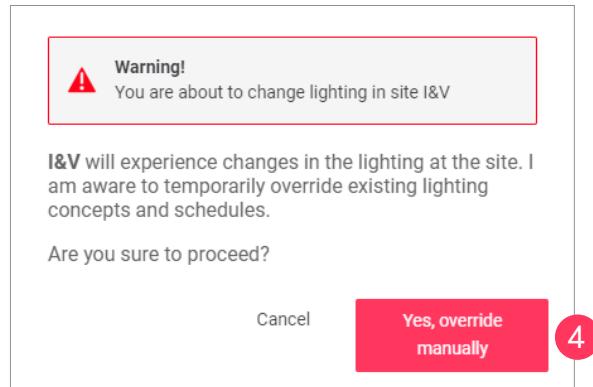 Warning!
You are about to change lighting in site I&V
I&V will experience changes in the lighting at the site. I
am aware to temporarily override existing lighting
concepts and schedules.
Are you sure to proceed?
Cancel
Yes, override
manually
4